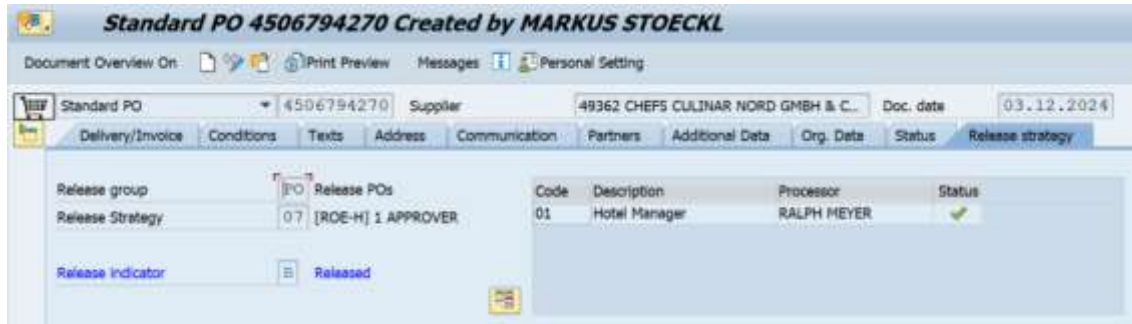 Standard PO 4506794270 Created by MARKUS STOECKL
Document Overview On Print Preview Messages Personal Setting
Standard PO 4506794270 Supplier 49362 CHEFS CULINAR NORD GMBH & C... Doc. date 03.12.2024
Delivery/Invoice Conditions Texts Address Communication Partners Additional Data Org. Data Status Release strategy
Release group PO Release POs
Release Strategy 07 [ROE-H] 1 APPROVER
Release indicator Released
Code Description Processor Status
01 Hotel Manager RALPH MEYER